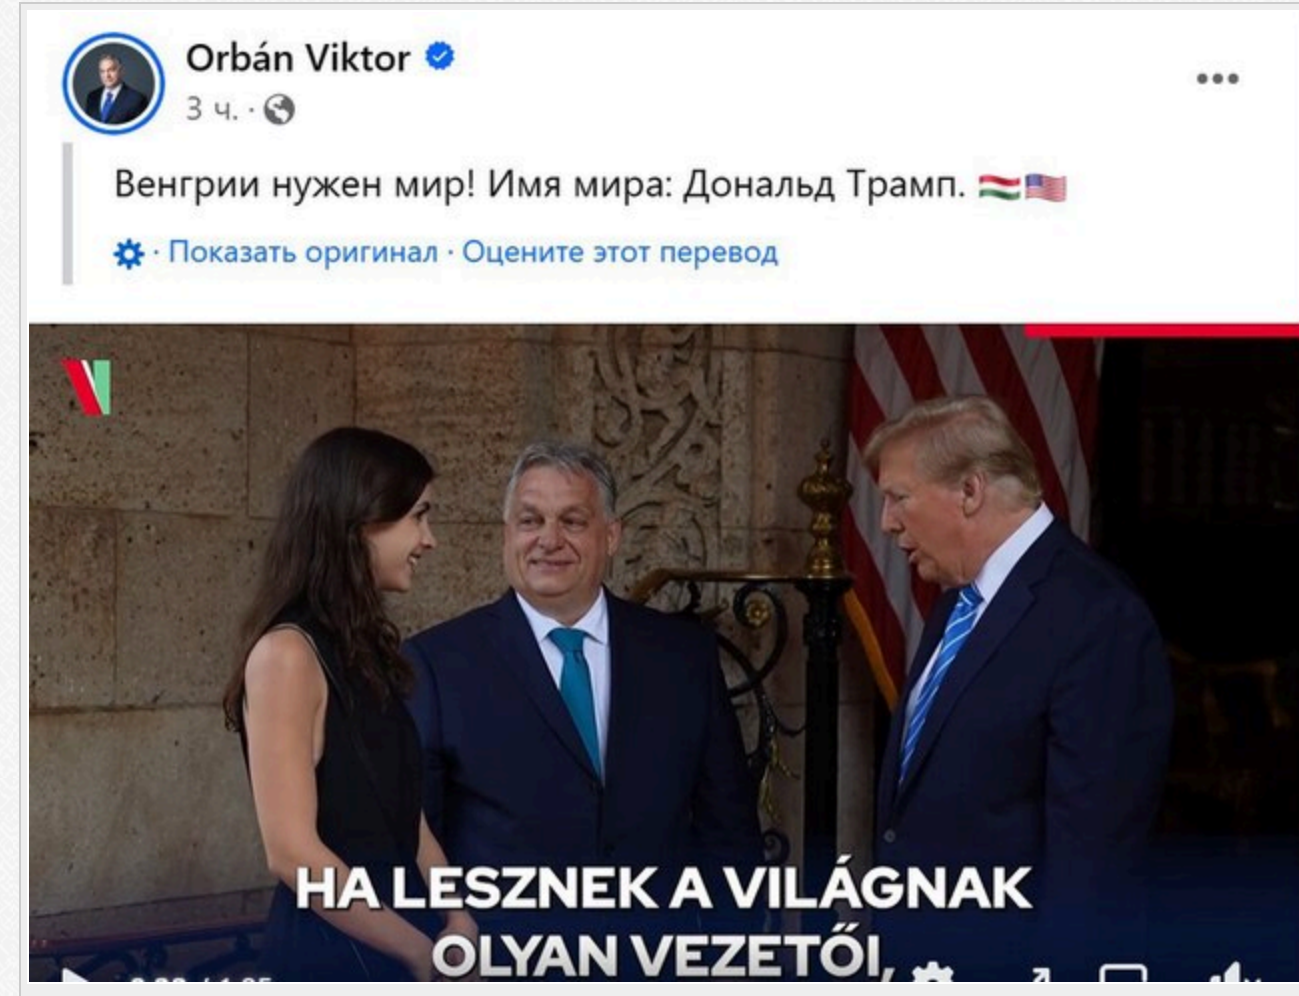 Orbán Viktor
3 ч. ·
Венгрии нужен мир! Имя мира: Дональд Трамп. 🇭🇺🇺🇸
· Показать оригинал · Оцените этот перевод
HA LESZNEK A VILÁGNAK
OLYAN VEZETŐI,